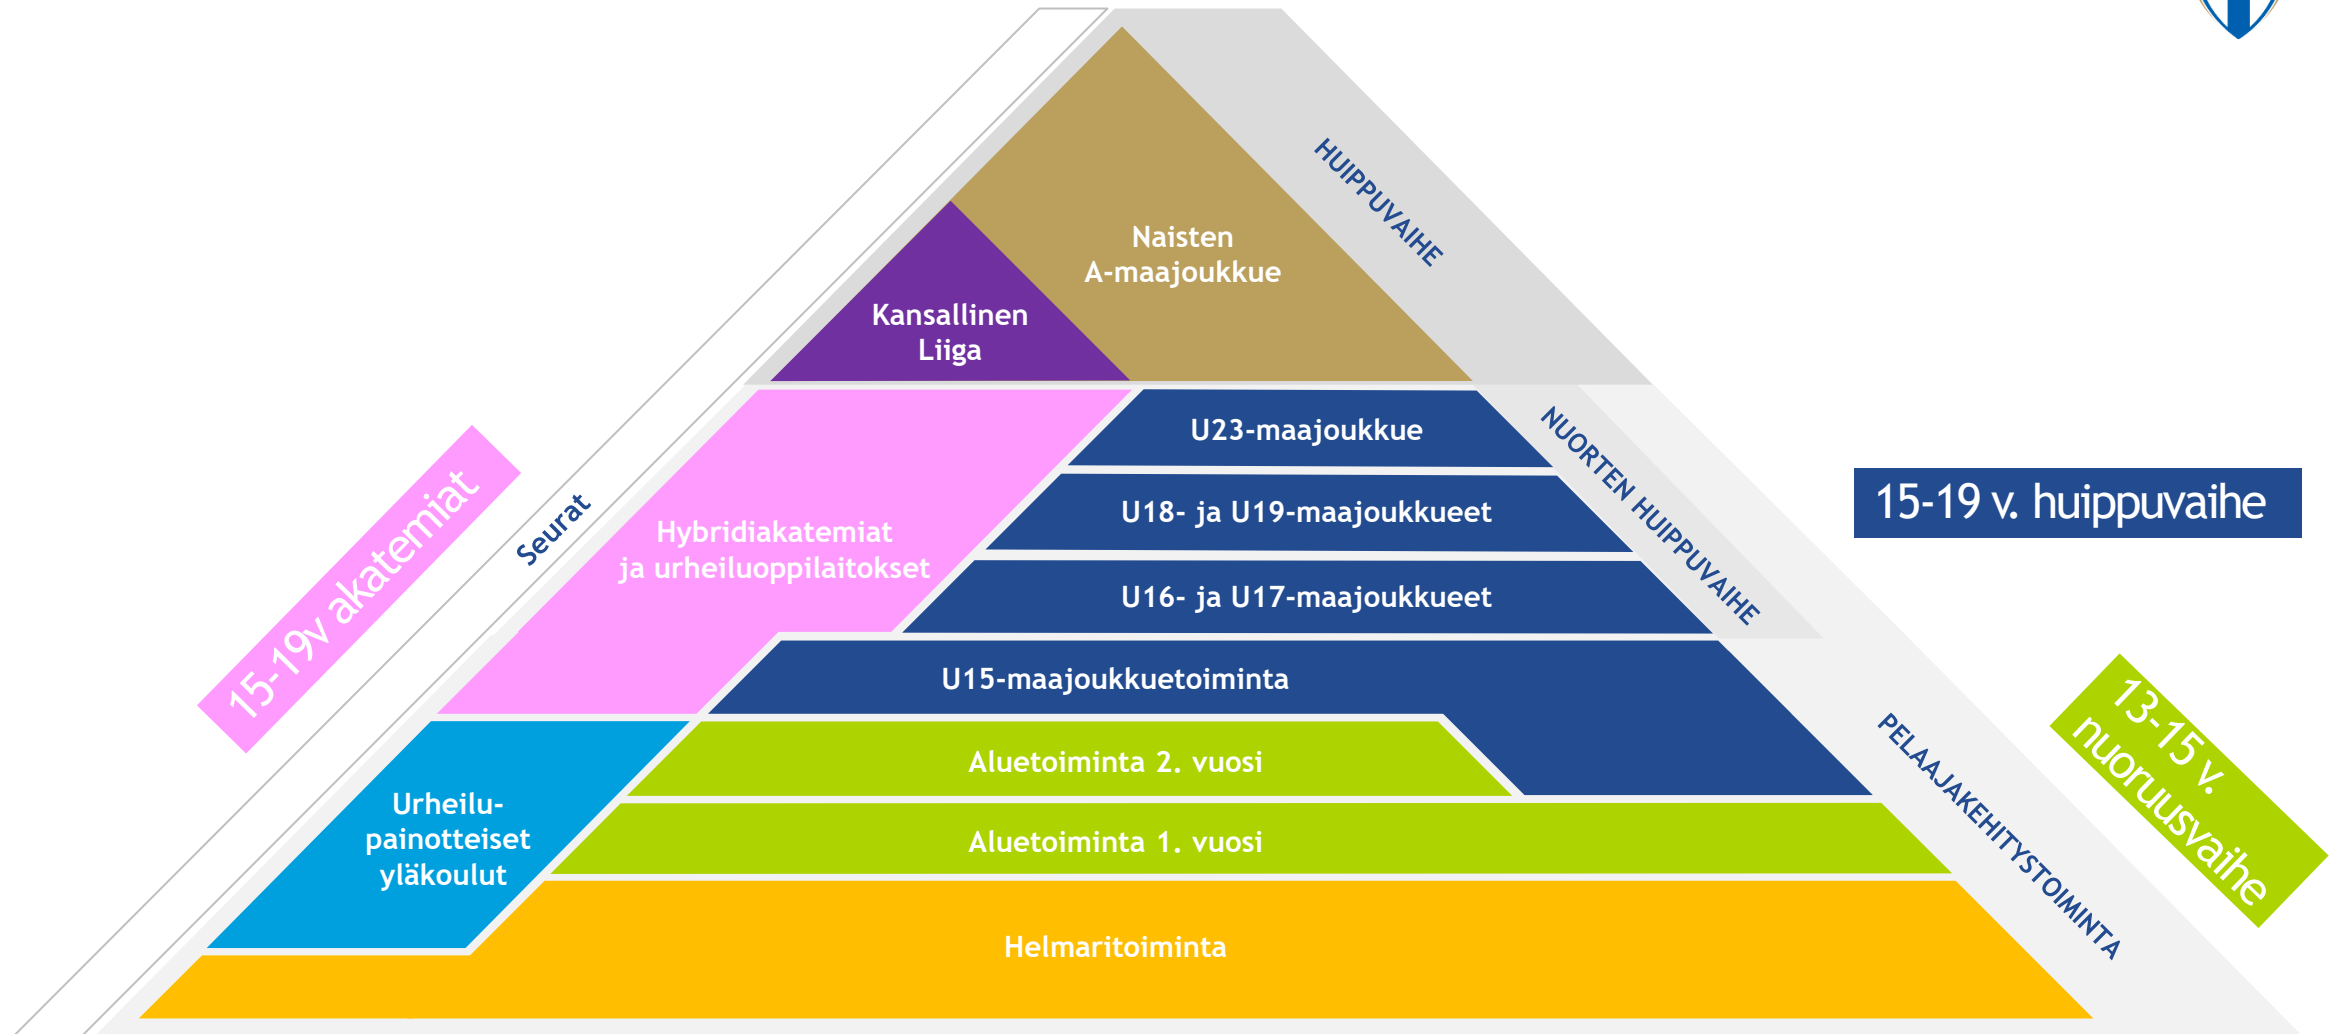 HUIPPUVAIHE
Naisten
A-maajoukkue
Kansallinen
Liiga
U23-maajoukkue
NUORTEN HUIPPUVAIHE
15-19 v. huippuvaihe
U18- ja U19-maajoukkueet
Seurat
15-19v akatemiat
Hybridiakatemiat
ja urheiluoppilaitokset
U16- ja U17-maajoukkueet
U15-maajoukkuetoiminta
13-15 v.
nuoruusvaihe
PELAAJAKEHITYSTOIMINTA
Aluetoiminta 2. vuosi
Urheilu-
painotteiset
yläkoulut
Aluetoiminta 1. vuosi
Helmaritoiminta